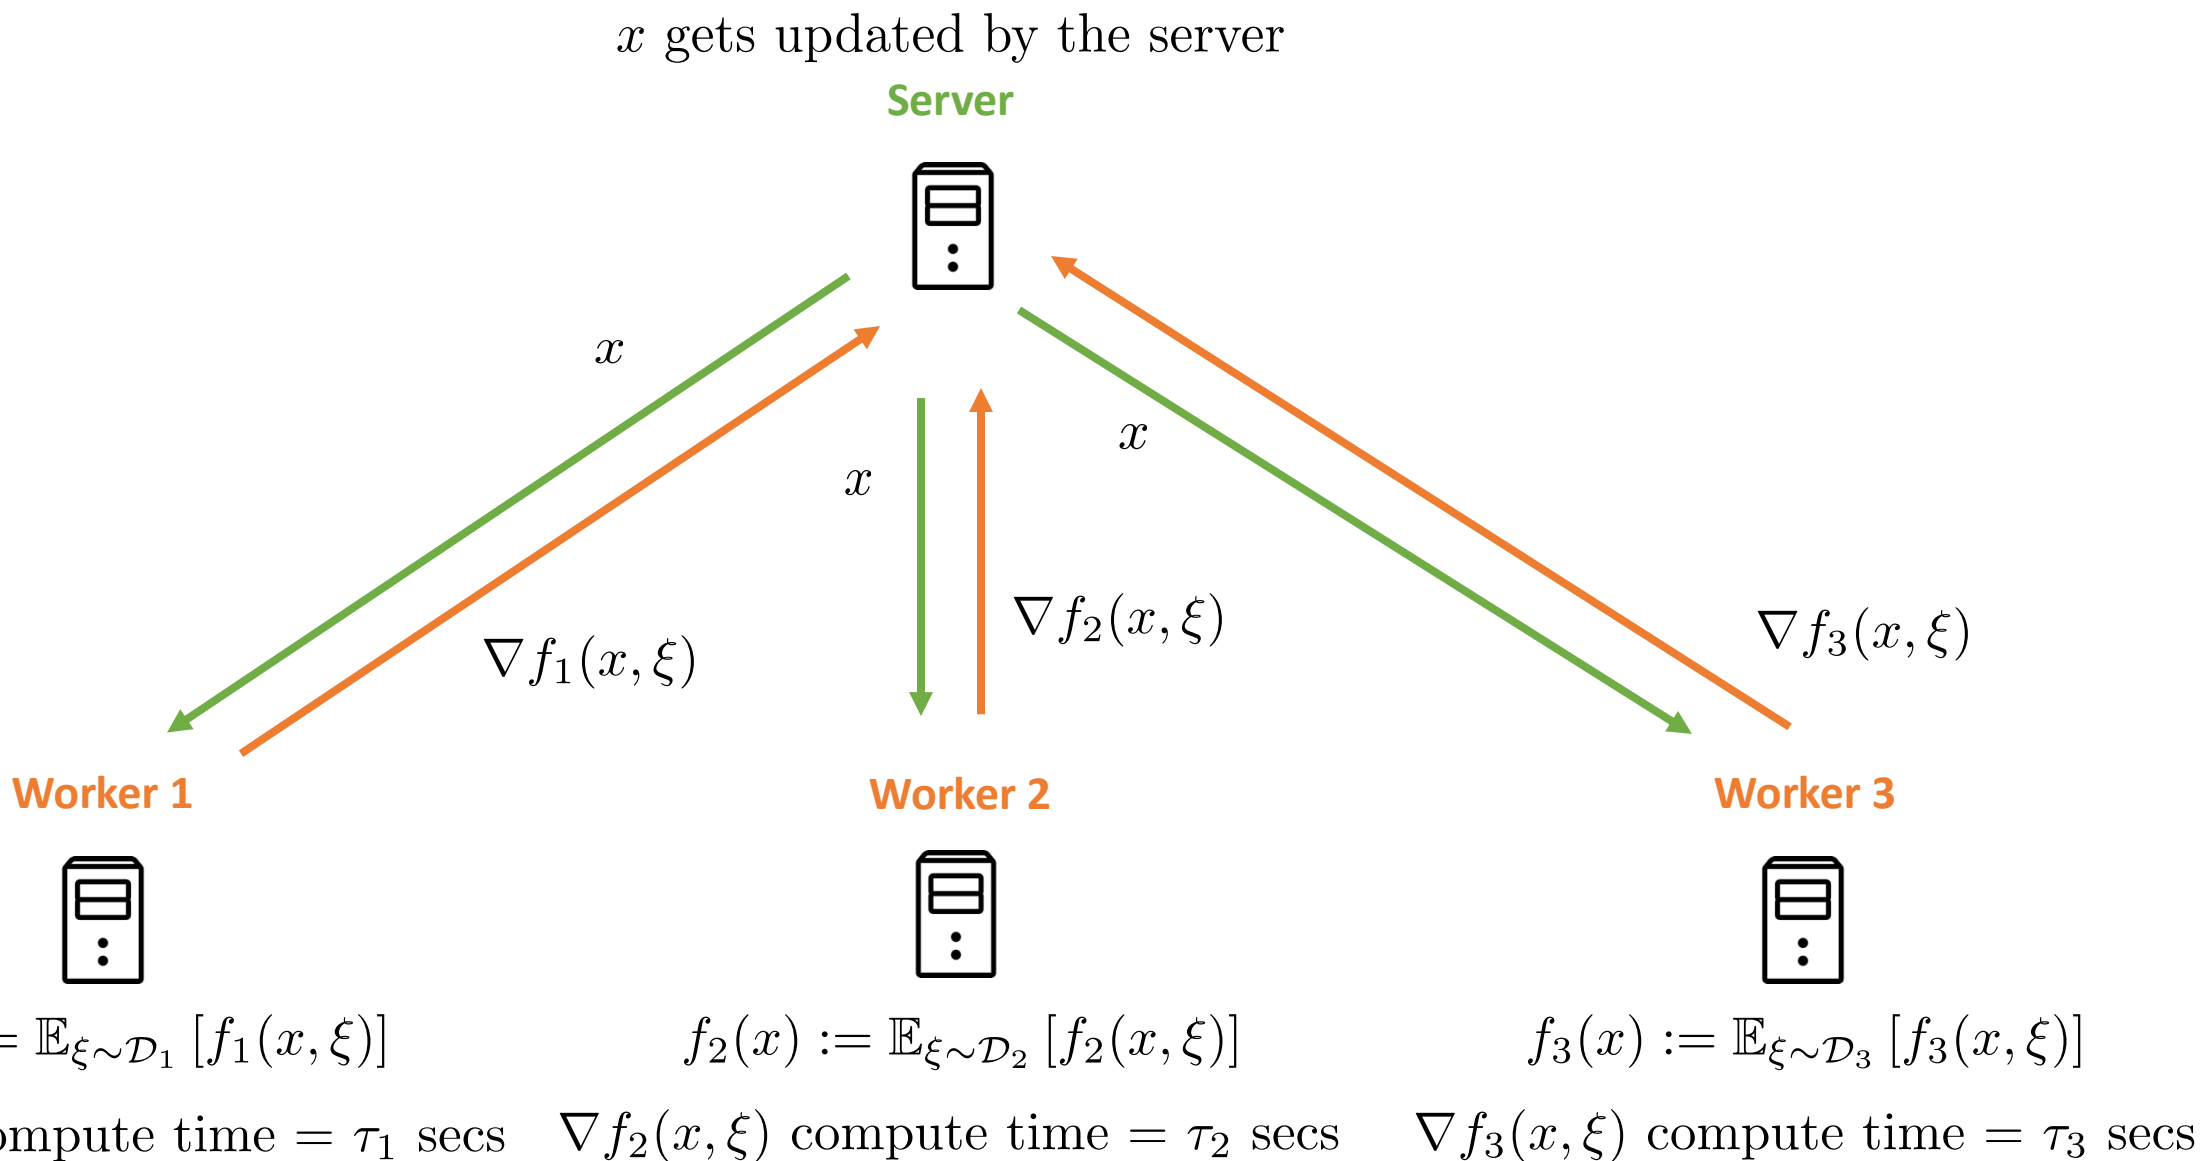 x gets updated by the server
Server
x
x
x
∇f₁(x, ξ)
∇f₂(x, ξ)
∇f₃(x, ξ)
Worker 1
Worker 2
Worker 3
= 𝔼_{ξ∼𝒟₁} [f₁(x, ξ)]
f₂(x) := 𝔼_{ξ∼𝒟₂} [f₂(x, ξ)]
f₃(x) := 𝔼_{ξ∼𝒟₃} [f₃(x, ξ)]
ompute time = τ₁ secs
∇f₂(x, ξ) compute time = τ₂ secs
∇f₃(x, ξ) compute time = τ₃ secs